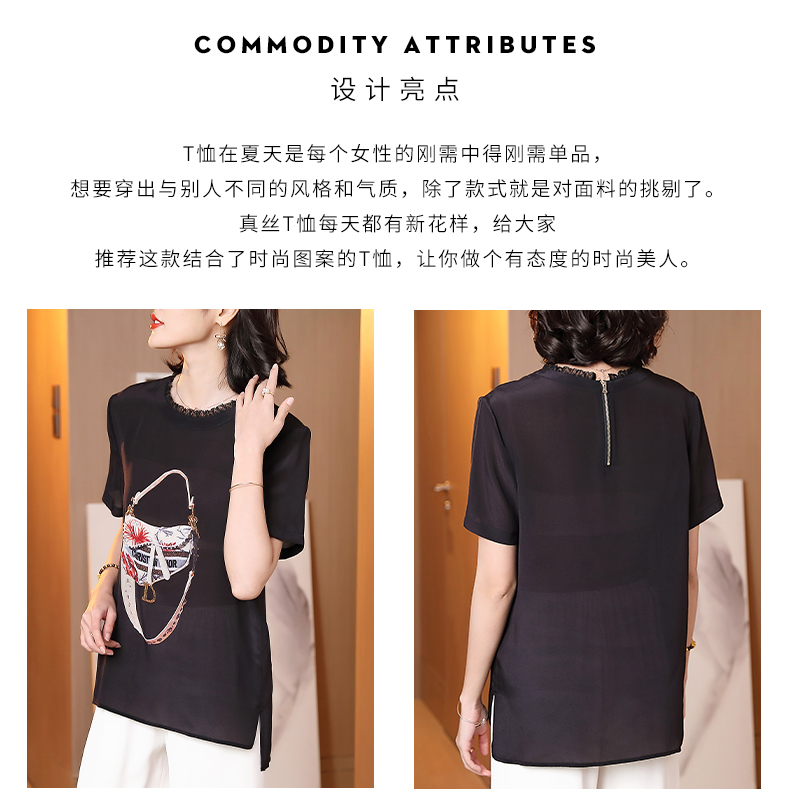 COMMODITY ATTRIBUTES
设计亮点
T恤在夏天是每个女性的刚需中得刚需单品，
想要穿出与别人不同的风格和气质，除了款式就是对面料的挑剔了。
真丝T恤每天都有新花样，给大家
推荐这款结合了时尚图案的T恤，让你做个有态度的时尚美人。